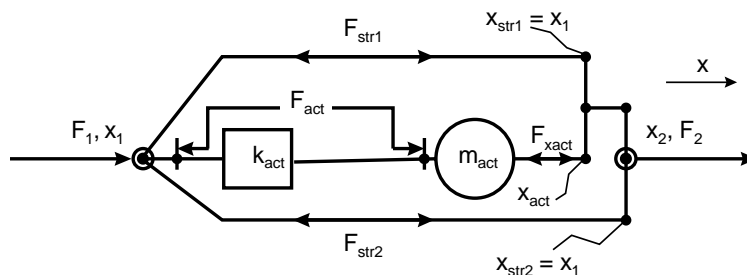 F_str1
x_str1 = x_1
x
F_act
F_1, x_1
k_act
m_act
F_xact
x_2, F_2
x_act
F_str2
x_str2 = x_1